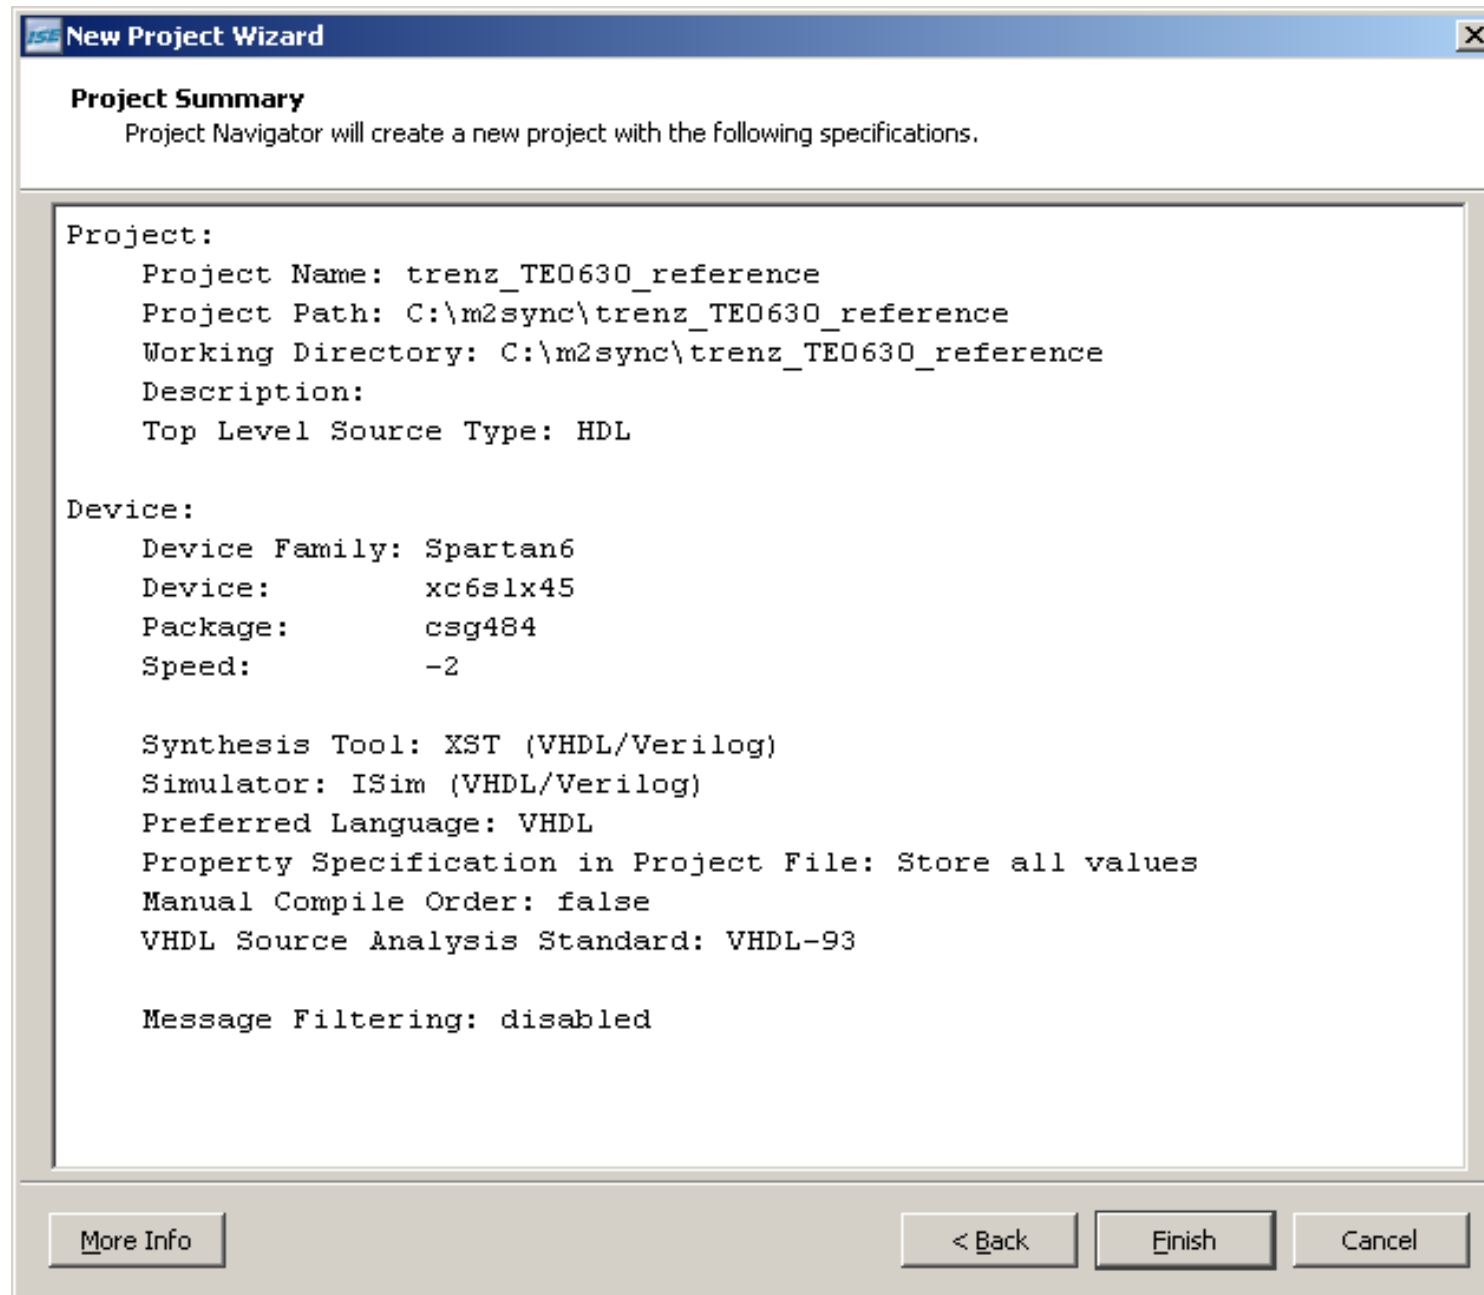 ISE New Project Wizard
Project Summary
Project Navigator will create a new project with the following specifications.
Project:
Project Name: trenz_TE0630_reference
Project Path: C:\m2sync\trenz_TE0630_reference
Working Directory: C:\m2sync\trenz_TE0630_reference
Description:
Top Level Source Type: HDL
Device:
Device Family: Spartan6
Device: xc6slx45
Package: csg484
Speed: -2
Synthesis Tool: XST (VHDL/Verilog)
Simulator: ISim (VHDL/Verilog)
Preferred Language: VHDL
Property Specification in Project File: Store all values
Manual Compile Order: false
VHDL Source Analysis Standard: VHDL-93
Message Filtering: disabled
More Info < Back Finish Cancel